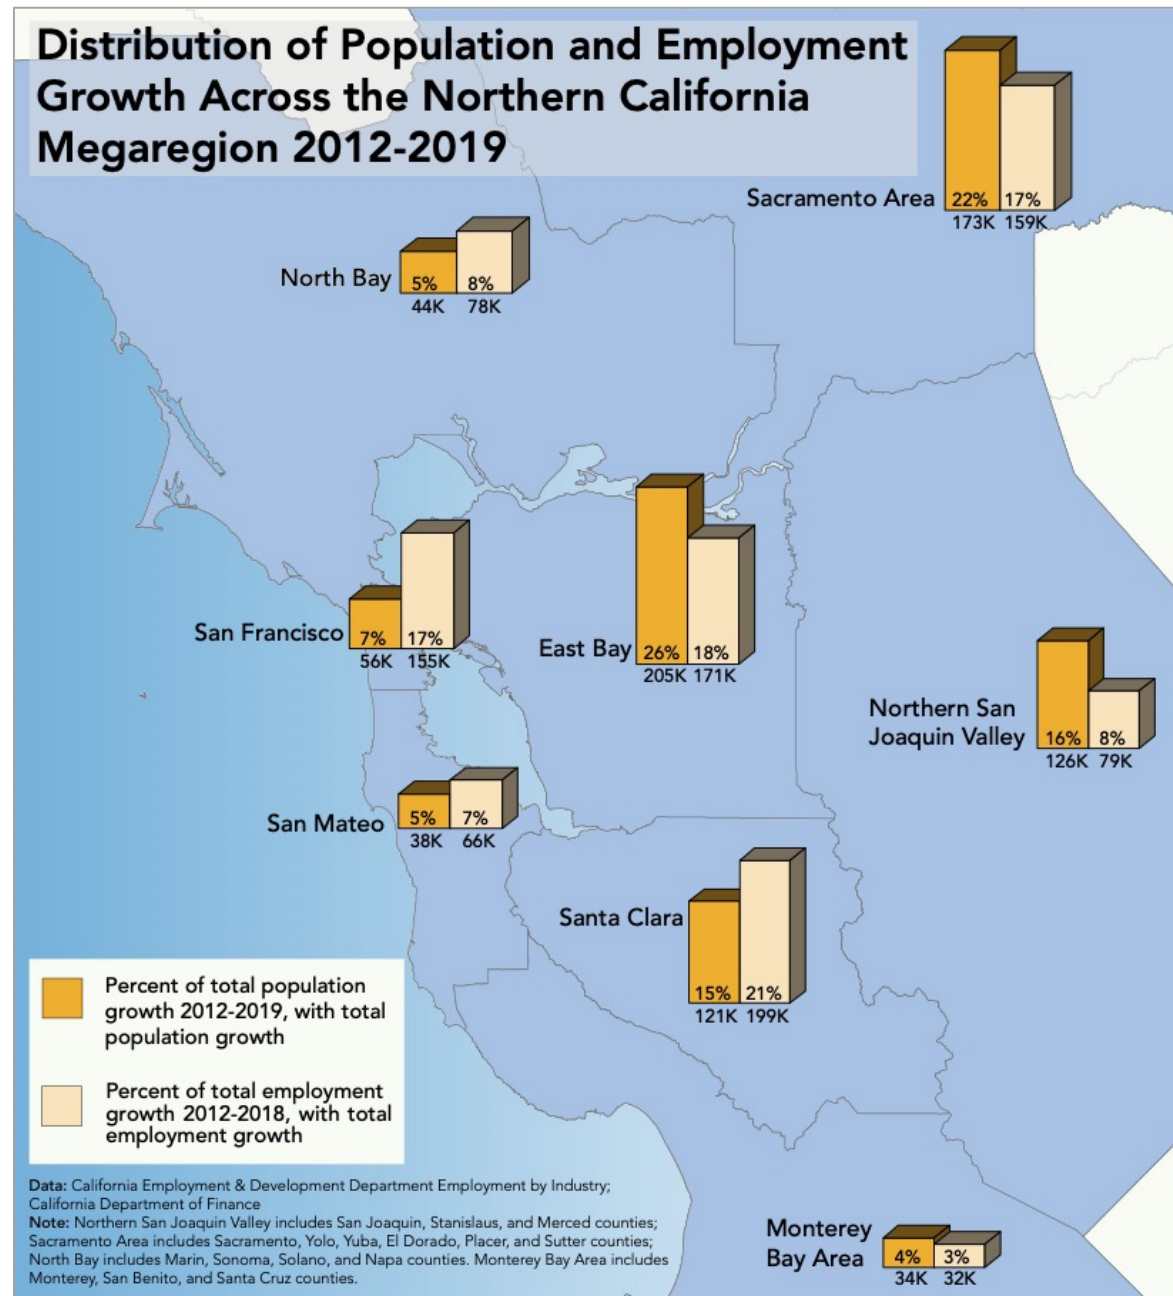 Distribution of Population and Employment
Growth Across the Northern California
Megaregion 2012-2019
Sacramento Area
22% 17%
173K 159K
North Bay
5% 8%
44K 78K
San Francisco
7% 17%
56K 155K
East Bay
26% 18%
205K 171K
Northern San
Joaquin Valley
16% 8%
126K 79K
San Mateo
5% 7%
38K 66K
Santa Clara
15% 21%
121K 199K
Percent of total population
growth 2012-2019, with total
population growth
Percent of total employment
growth 2012-2018, with total
employment growth
Data: California Employment & Development Department Employment by Industry;
California Department of Finance
Note: Northern San Joaquin Valley includes San Joaquin, Stanislaus, and Merced counties;
Sacramento Area includes Sacramento, Yolo, Yuba, El Dorado, Placer, and Sutter counties;
North Bay includes Marin, Sonoma, Solano, and Napa counties. Monterey Bay Area includes
Monterey, San Benito, and Santa Cruz counties.
Monterey
Bay Area
4% 3%
34K 32K